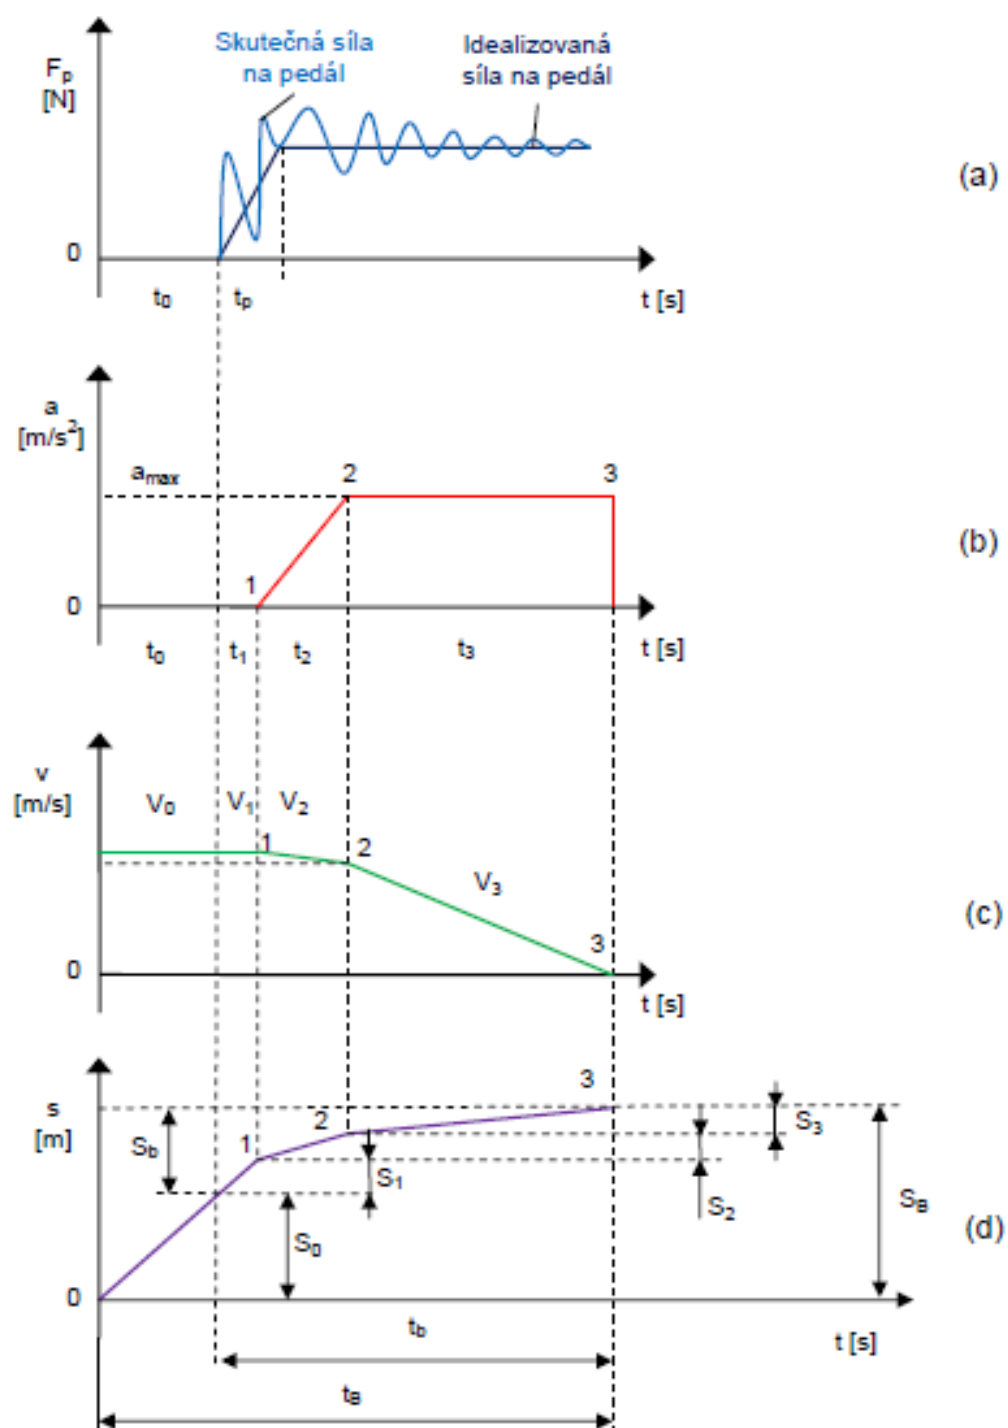 Skutečná síla
na pedál
Idealizovaná
síla na pedál
Fp
[N]
(a)
0
t0
tp
t [s]
a
[m/s²]
amax
2
3
(b)
1
0
t0
t1
t2
t3
t [s]
v
[m/s]
V0
V1
V2
1
2
V3
(c)
3
0
t [s]
s
[m]
3
2
1
Sb
S1
S3
S2
SB
S0
(d)
0
tb
t [s]
tB